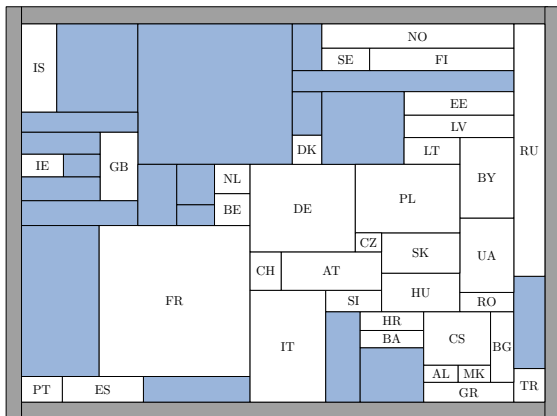 NO
IS
SE
FI
EE
LV
DK
LT
RU
IE
GB
NL
BY
BE
DE
PL
CZ
SK
UA
CH
AT
FR
HU
SI
RO
IT
HR
BA
CS
BG
AL
MK
PT
ES
GR
TR